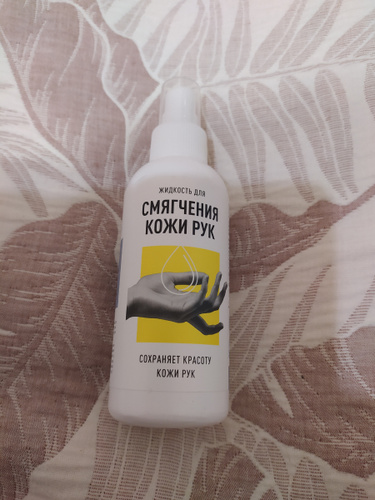 ЖИДКОСТЬ ДЛЯ
СМЯГЧЕНИЯ
КОЖИ РУК
СОХРАНЯЕТ КРАСОТУ
КОЖИ РУК